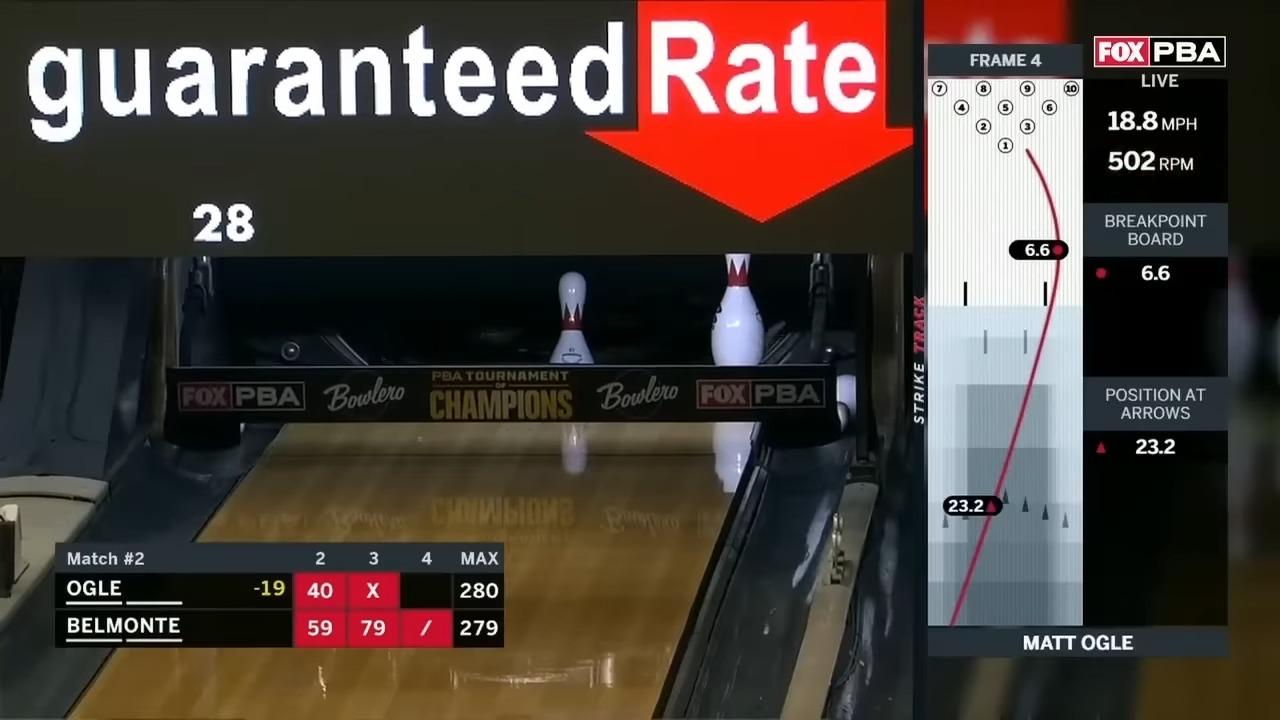 guaranteed Rate
28
FOX PBA Bowlero PBA TOURNAMENT OF CHAMPIONS Bowlero FOX PBA
Match #2 2 3 4 MAX
OGLE -19 40 X 280
BELMONTE 59 79 / 279
STRIKE TRACK
FRAME 4
7 8 9 10
4 5 6
2 3
1
6.6
23.2
MATT OGLE
FOX PBA
LIVE
18.8 MPH
502 RPM
BREAKPOINT
BOARD
6.6
POSITION AT
ARROWS
23.2